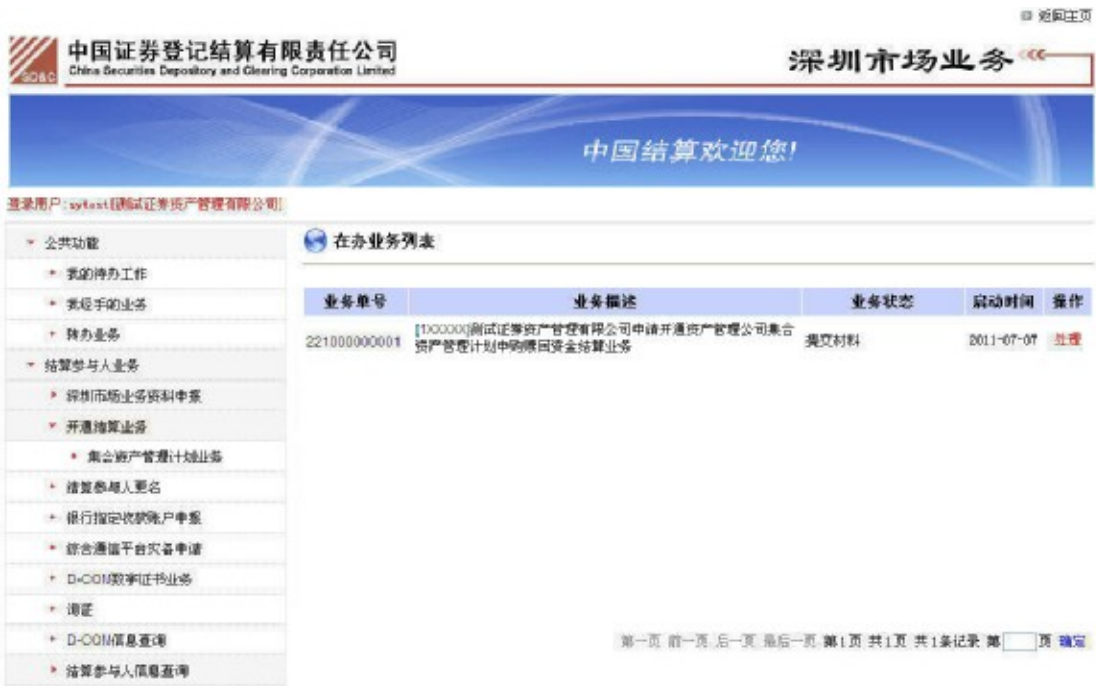 返回主页
中国证券登记结算有限责任公司
China Securities Depository and Clearing Corporation Limited
SD&C
深圳市场业务
中国结算欢迎您!
登录用户:sytest[测试证券资产管理有限公司]
公共功能
我的待办工作
我经手的业务
转办业务
结算参与人业务
深圳市场业务资料申报
开通结算业务
集合资产管理计划业务
结算参与人更名
银行指定收款账户申报
综合通信平台灾备申请
D-COM数字证书业务
询证
D-COM信息查询
结算参与人信息查询
在办业务列表
业务单号 业务描述 业务状态 启动时间 操作
221000000001 [1XXXXX]测试证券资产管理有限公司申请开通资产管理公司集合资产管理计划申购赎回资金结算业务 提交材料 2011-07-07 处理
第一页 前一页 后一页 最后一页 第1页 共1页 共1条记录 第 页 确定